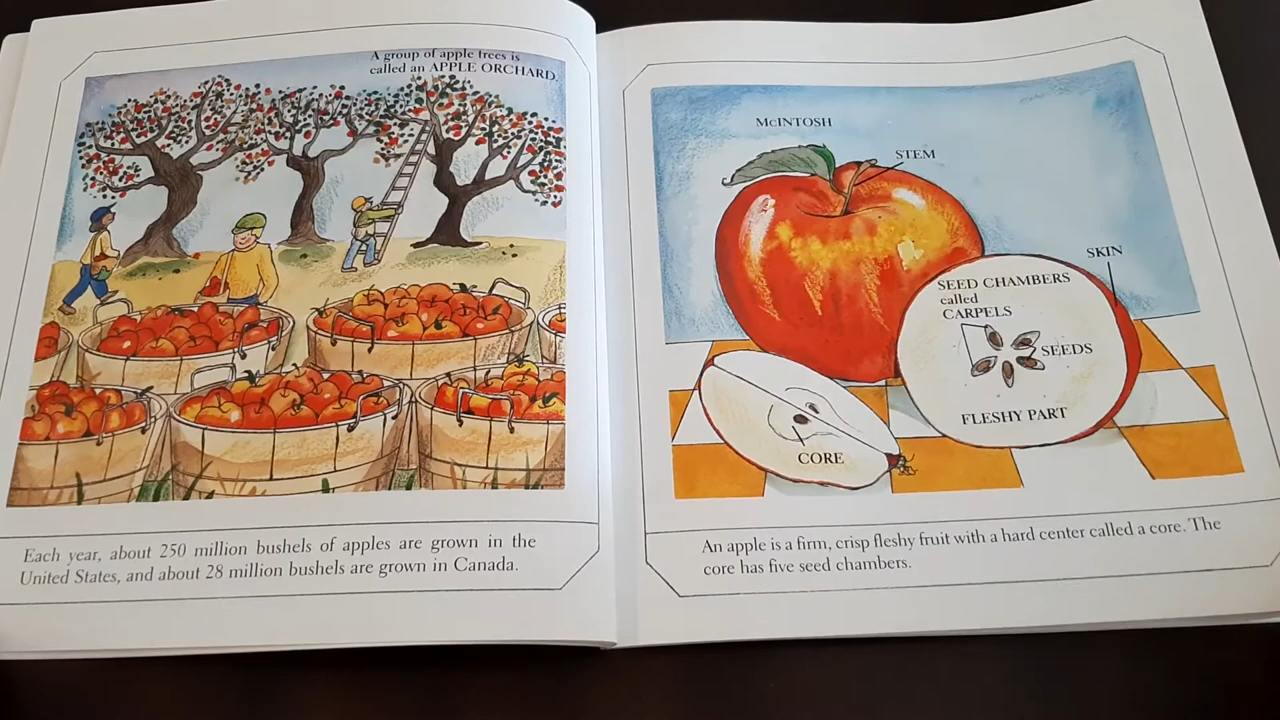 A group of apple trees is
called an APPLE ORCHARD.
Each year, about 250 million bushels of apples are grown in the
United States, and about 28 million bushels are grown in Canada.
McINTOSH
STEM
SKIN
SEED CHAMBERS
called
CARPELS
SEEDS
FLESHY PART
CORE
An apple is a firm, crisp fleshy fruit with a hard center called a core. The
core has five seed chambers.